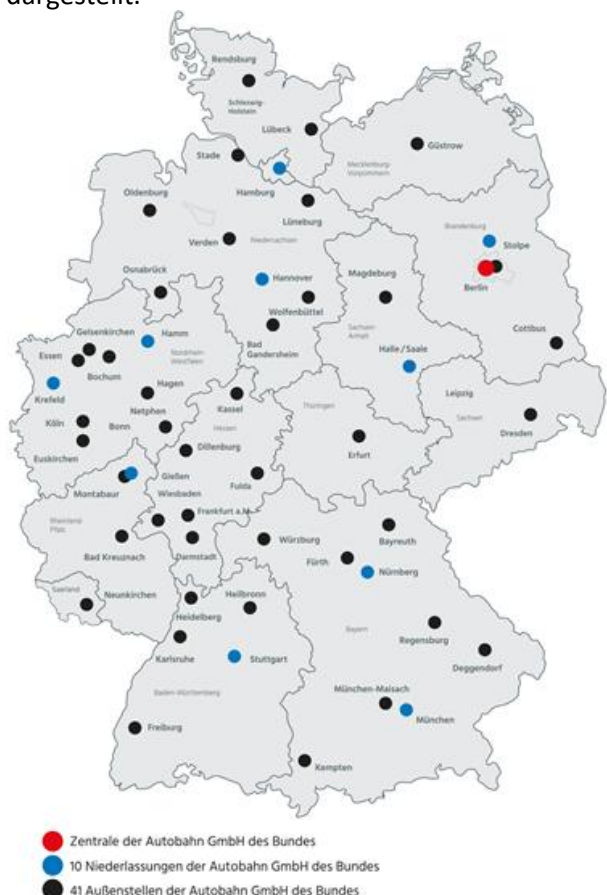 dargestellt.
Rendsburg
Schleswig-
Holstein
Lübeck
Güstrow
Stade
Mecklenburg-
Vorpommern
Oldenburg
Hamburg
Lüneburg
Brandenburg
Verden
Niedersachsen
Stolpe
Osnabrück
Hannover
Magdeburg
Berlin
Wolfenbüttel
Gelsenkirchen
Hamm
Sachsen-
Anhalt
Cottbus
Essen
Nordrhein-
Westfalen
Bad
Gandersheim
Halle/Saale
Bochum
Krefeld
Hagen
Kassel
Leipzig
Netphen
Thüringen
Sachsen
Köln
Bonn
Hessen
Dresden
Dillenburg
Erfurt
Euskirchen
Gießen
Fulda
Montabaur
Wiesbaden
Frankfurt a.M.
Rheinland
Pfalz
Würzburg
Bayreuth
Bad Kreuznach
Darmstadt
Fürth
Nürnberg
Saarland
Neunkirchen
Heilbronn
Heidelberg
Bayern
Regensburg
Karlsruhe
Stuttgart
Deggendorf
München-Maisach
Baden-Württemberg
München
Freiburg
Kempten
Zentrale der Autobahn GmbH des Bundes
10 Niederlassungen der Autobahn GmbH des Bundes
41 Außenstellen der Autobahn GmbH des Bundes